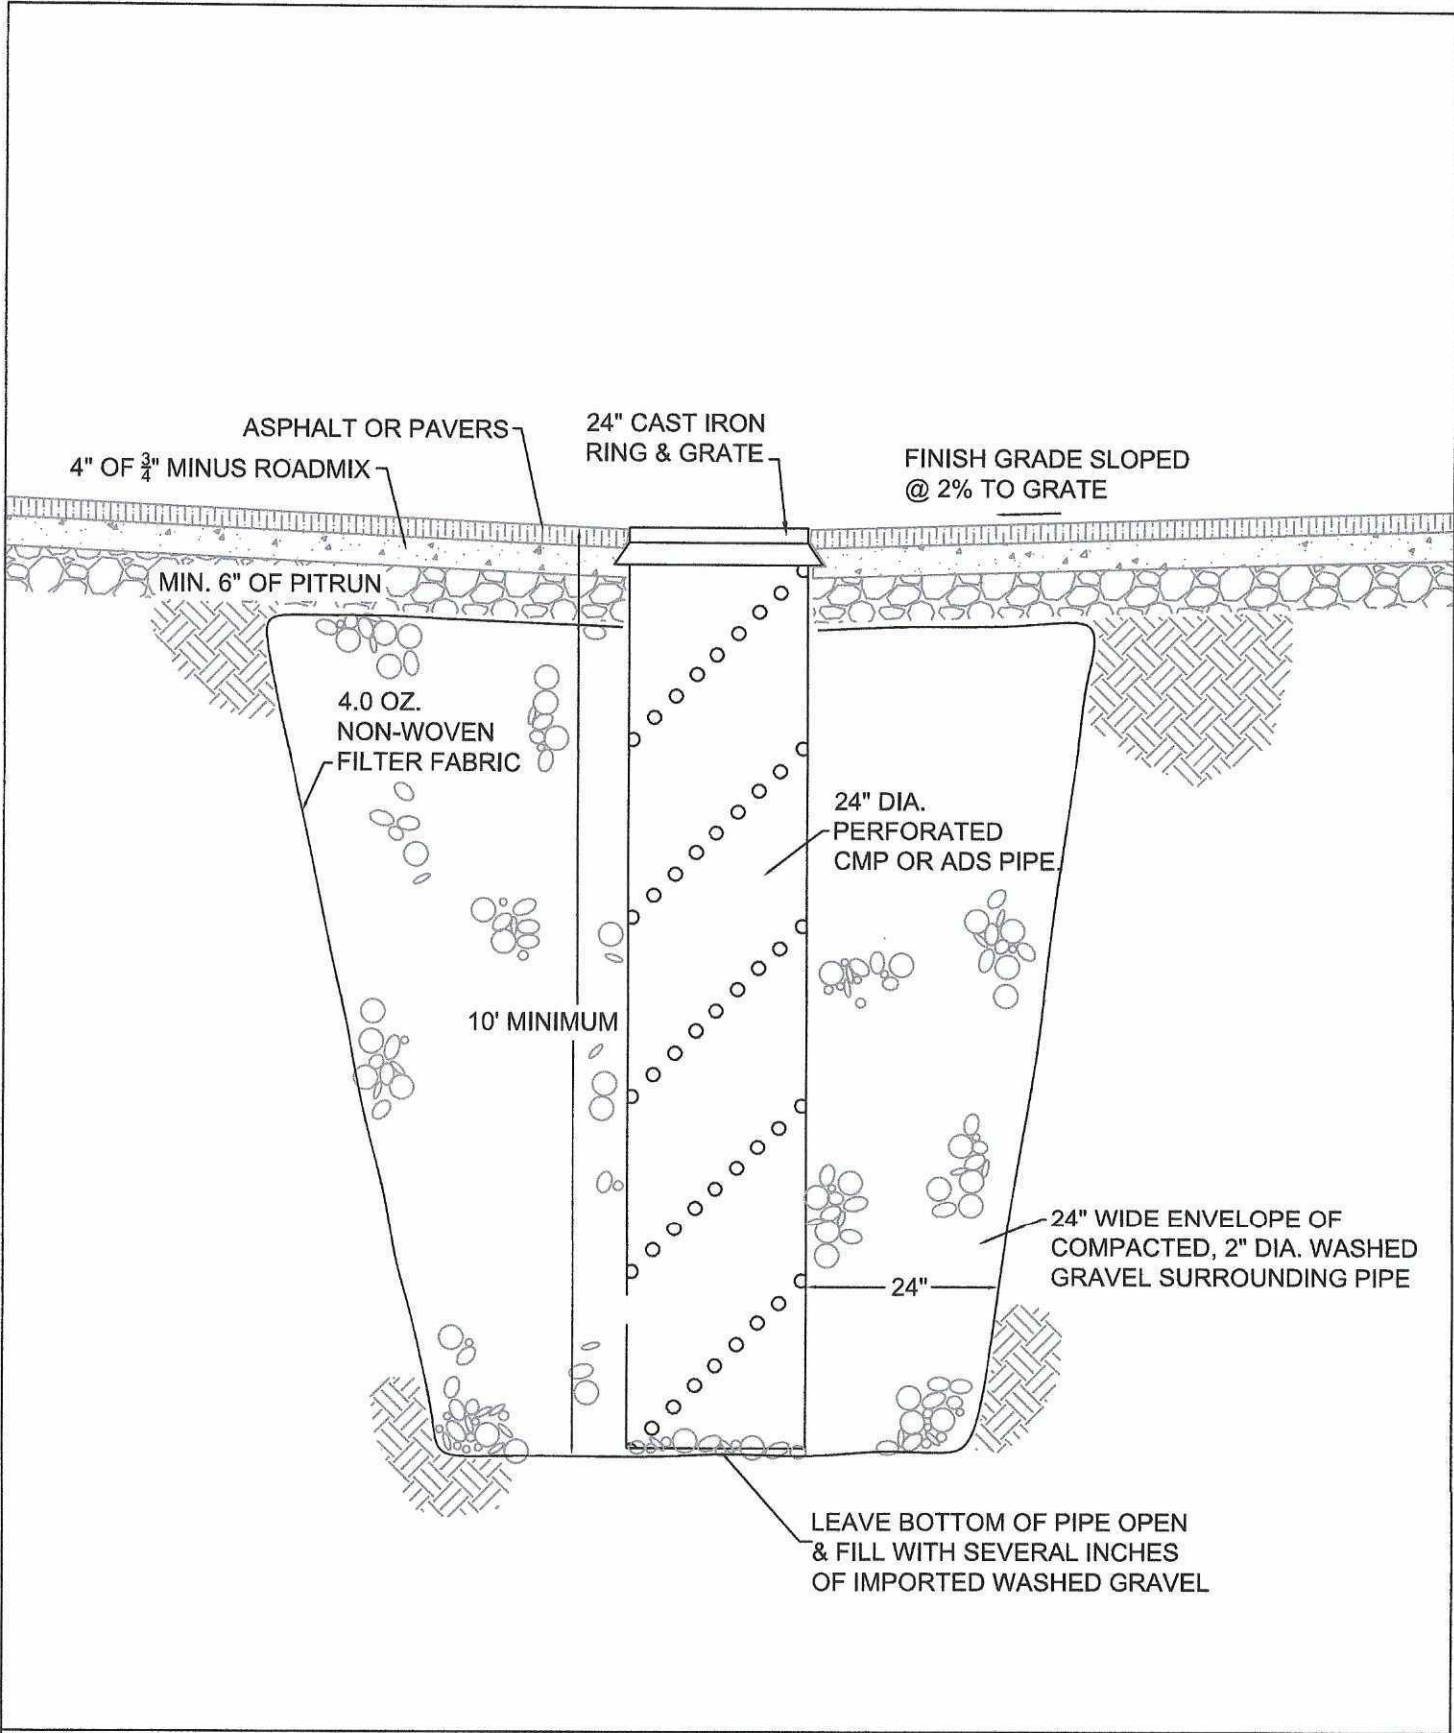 ASPHALT OR PAVERS
4" OF 3/4" MINUS ROADMIX
24" CAST IRON
RING & GRATE
FINISH GRADE SLOPED
@ 2% TO GRATE
MIN. 6" OF PITRUN
4.0 OZ.
NON-WOVEN
FILTER FABRIC
24" DIA.
PERFORATED
CMP OR ADS PIPE.
10' MINIMUM
24" WIDE ENVELOPE OF
COMPACTED, 2" DIA. WASHED
GRAVEL SURROUNDING PIPE
24"
LEAVE BOTTOM OF PIPE OPEN
& FILL WITH SEVERAL INCHES
OF IMPORTED WASHED GRAVEL